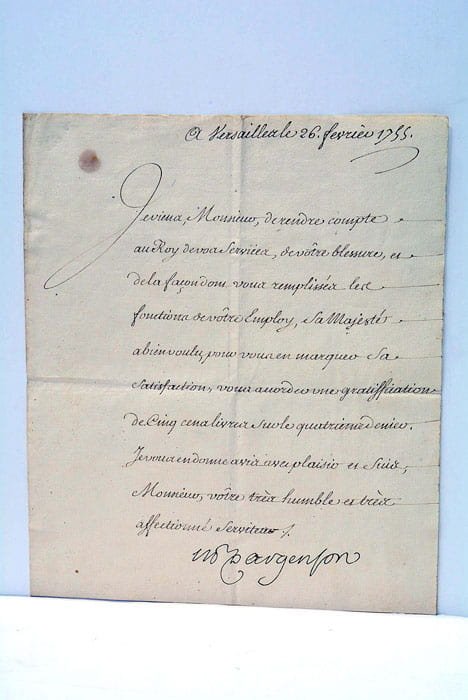 A Versailles le 26. fevrier 1755.
Je viens, Monsieur, de rendre compte
au Roy de vos Services, de vôtre blessure, et
de la façon dont vous remplissés les
fonctions de vôtre Employ, Sa Majesté
a bien voulu, pour vous en marquer Sa
Satisfaction, vous accorder une gratiffication
de Cinq cens livres sur le quatrieme denier.
Je vous en donne avis avec plaisir et suis,
Monsieur, vôtre très humble et très
affectionné serviteur /.
M P Dargenson